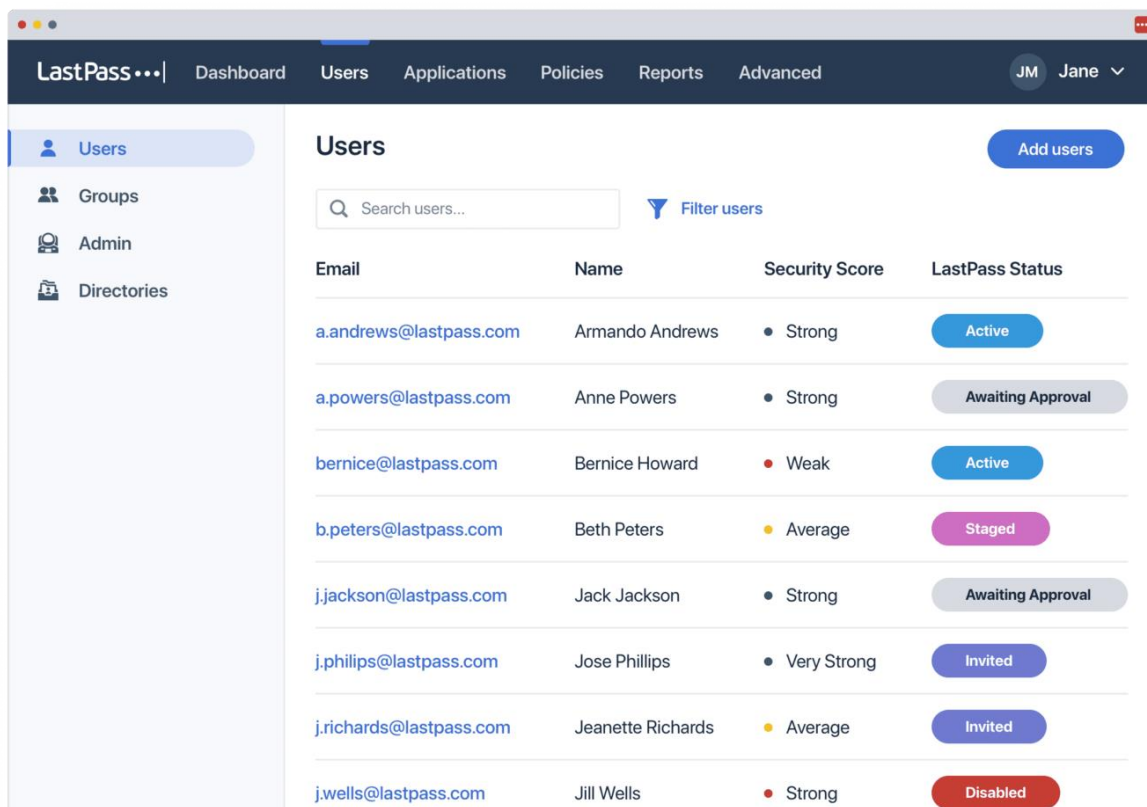 LastPass •••| Dashboard Users Applications Policies Reports Advanced JM Jane
Users
Groups
Admin
Directories
Users
Add users
Search users...
Filter users
Email Name Security Score LastPass Status
a.andrews@lastpass.com Armando Andrews Strong Active
a.powers@lastpass.com Anne Powers Strong Awaiting Approval
bernice@lastpass.com Bernice Howard Weak Active
b.peters@lastpass.com Beth Peters Average Staged
j.jackson@lastpass.com Jack Jackson Strong Awaiting Approval
j.philips@lastpass.com Jose Phillips Very Strong Invited
j.richards@lastpass.com Jeanette Richards Average Invited
j.wells@lastpass.com Jill Wells Strong Disabled